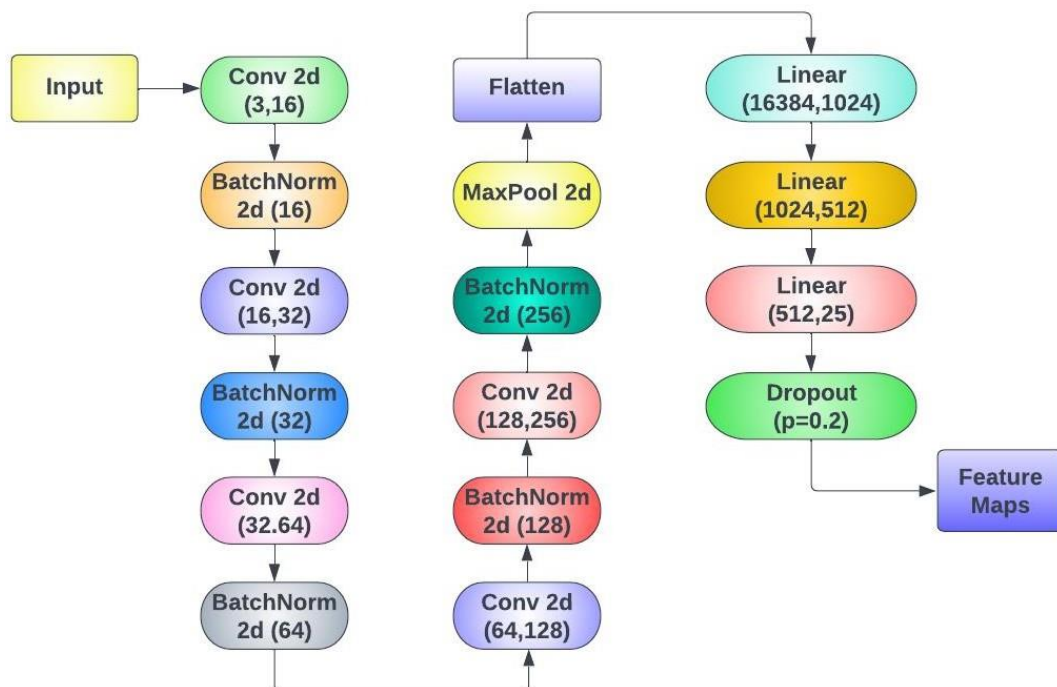 Input
Conv 2d
(3,16)
BatchNorm
2d (16)
Conv 2d
(16,32)
BatchNorm
2d (32)
Conv 2d
(32.64)
BatchNorm
2d (64)
Conv 2d
(64,128)
BatchNorm
2d (128)
Conv 2d
(128,256)
BatchNorm
2d (256)
MaxPool 2d
Flatten
Linear
(16384,1024)
Linear
(1024,512)
Linear
(512,25)
Dropout
(p=0.2)
Feature
Maps